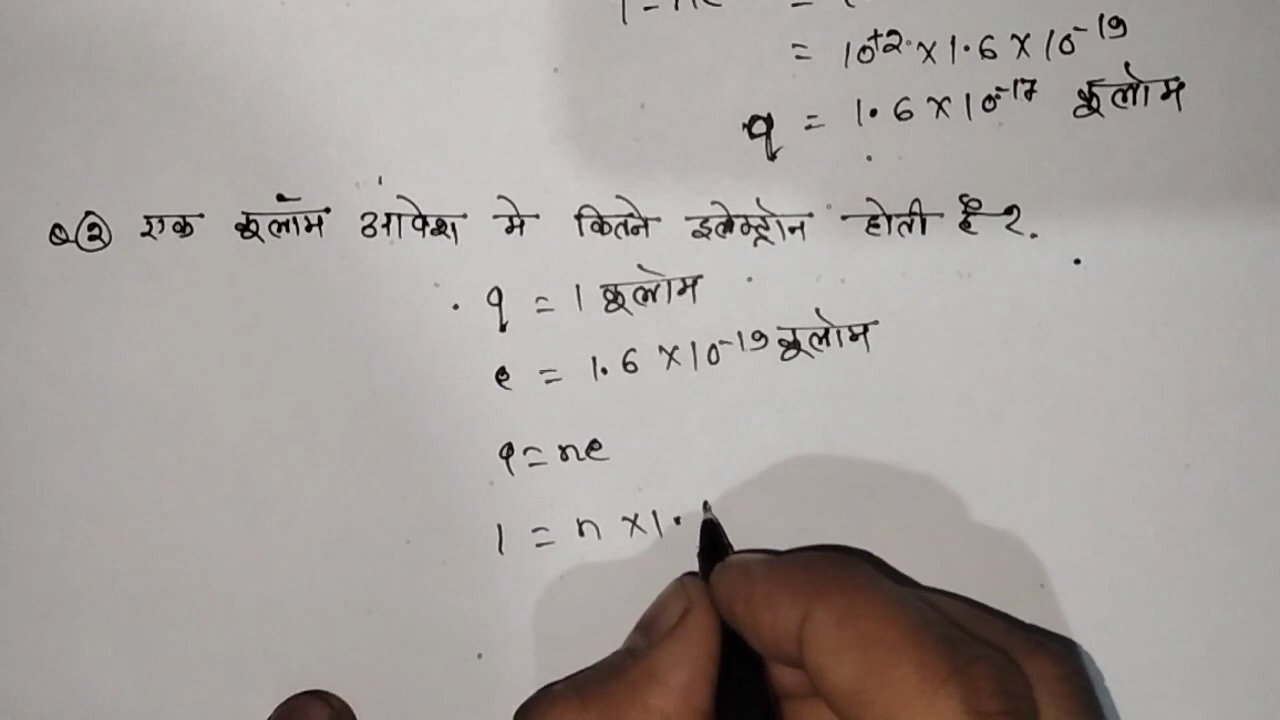 = 10⁺² × 1.6 × 10⁻¹⁹
q = 1.6 × 10⁻¹⁷ कूलोम
Q② एक कूलॉम आवेश मे कितने इलेक्ट्रोन होती है ?.
q = 1 कूलोम
e = 1.6 × 10⁻¹⁹ कूलोम
q = ne
1 = n × 1.